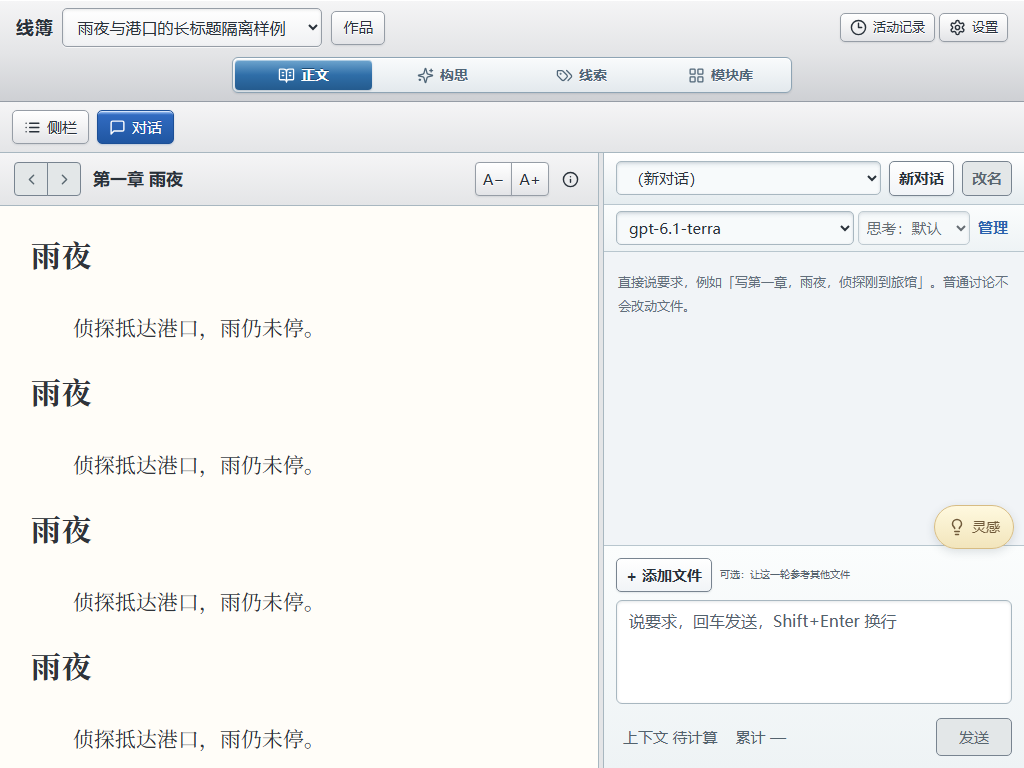 线簿
雨夜与港口的长标题隔离样例
作品
活动记录
设置
正文
构思
线索
模块库
侧栏
对话
第一章 雨夜
A−
A+
雨夜
侦探抵达港口，雨仍未停。
雨夜
侦探抵达港口，雨仍未停。
雨夜
侦探抵达港口，雨仍未停。
雨夜
侦探抵达港口，雨仍未停。
（新对话）
新对话
改名
gpt-6.1-terra
思考：默认
管理
直接说要求，例如「写第一章，雨夜，侦探刚到旅馆」。普通讨论不
会改动文件。
灵感
+ 添加文件
可选：让这一轮参考其他文件
说要求，回车发送，Shift+Enter 换行
上下文 待计算
累计 —
发送